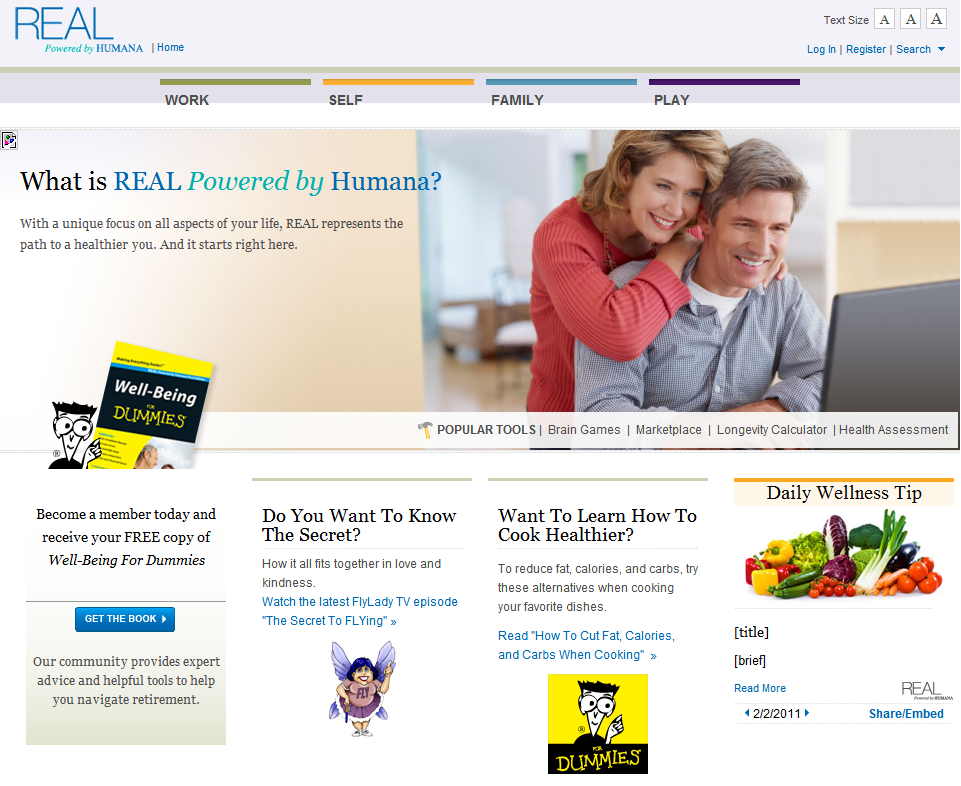 REAL
Powered by HUMANA | Home
Text Size A A A
Log In | Register | Search
WORK SELF FAMILY PLAY
What is REAL Powered by Humana?
With a unique focus on all aspects of your life, REAL represents the
path to a healthier you. And it starts right here.
Making Everything Easier!™
Well-Being
FOR
DUMMIES
®
POPULAR TOOLS | Brain Games | Marketplace | Longevity Calculator | Health Assessment
Become a member today and
receive your FREE copy of
Well-Being For Dummies
GET THE BOOK
Our community provides expert
advice and helpful tools to help
you navigate retirement.
Do You Want To Know
The Secret?
How it all fits together in love and
kindness.
Watch the latest FlyLady TV episode
"The Secret To FLYing" »
FLY
Want To Learn How To
Cook Healthier?
To reduce fat, calories, and carbs, try
these alternatives when cooking
your favorite dishes.
Read "How To Cut Fat, Calories,
and Carbs When Cooking" »
®
FOR
DUMMIES
Daily Wellness Tip
[title]
[brief]
Read More
REAL
Powered by HUMANA
2/2/2011
Share/Embed